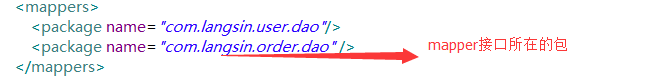 <mappers>
<package name="com.langsin.user.dao"/>
<package name="com.langsin.order.dao" />
mapper接口所在的包
</mappers>